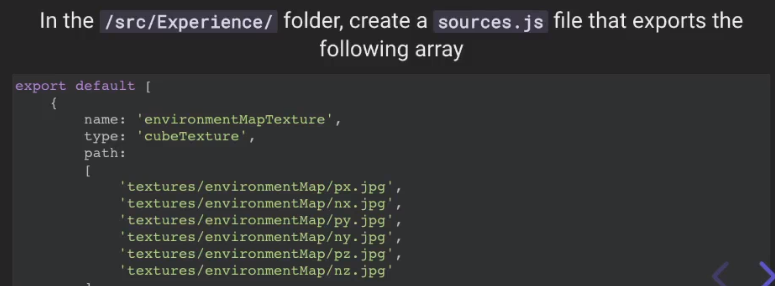 In the /src/Experience/ folder, create a sources.js file that exports the
following array
export default [
    {
        name: 'environmentMapTexture',
        type: 'cubeTexture',
        path:
        [
            'textures/environmentMap/px.jpg',
            'textures/environmentMap/nx.jpg',
            'textures/environmentMap/py.jpg',
            'textures/environmentMap/ny.jpg',
            'textures/environmentMap/pz.jpg',
            'textures/environmentMap/nz.jpg'